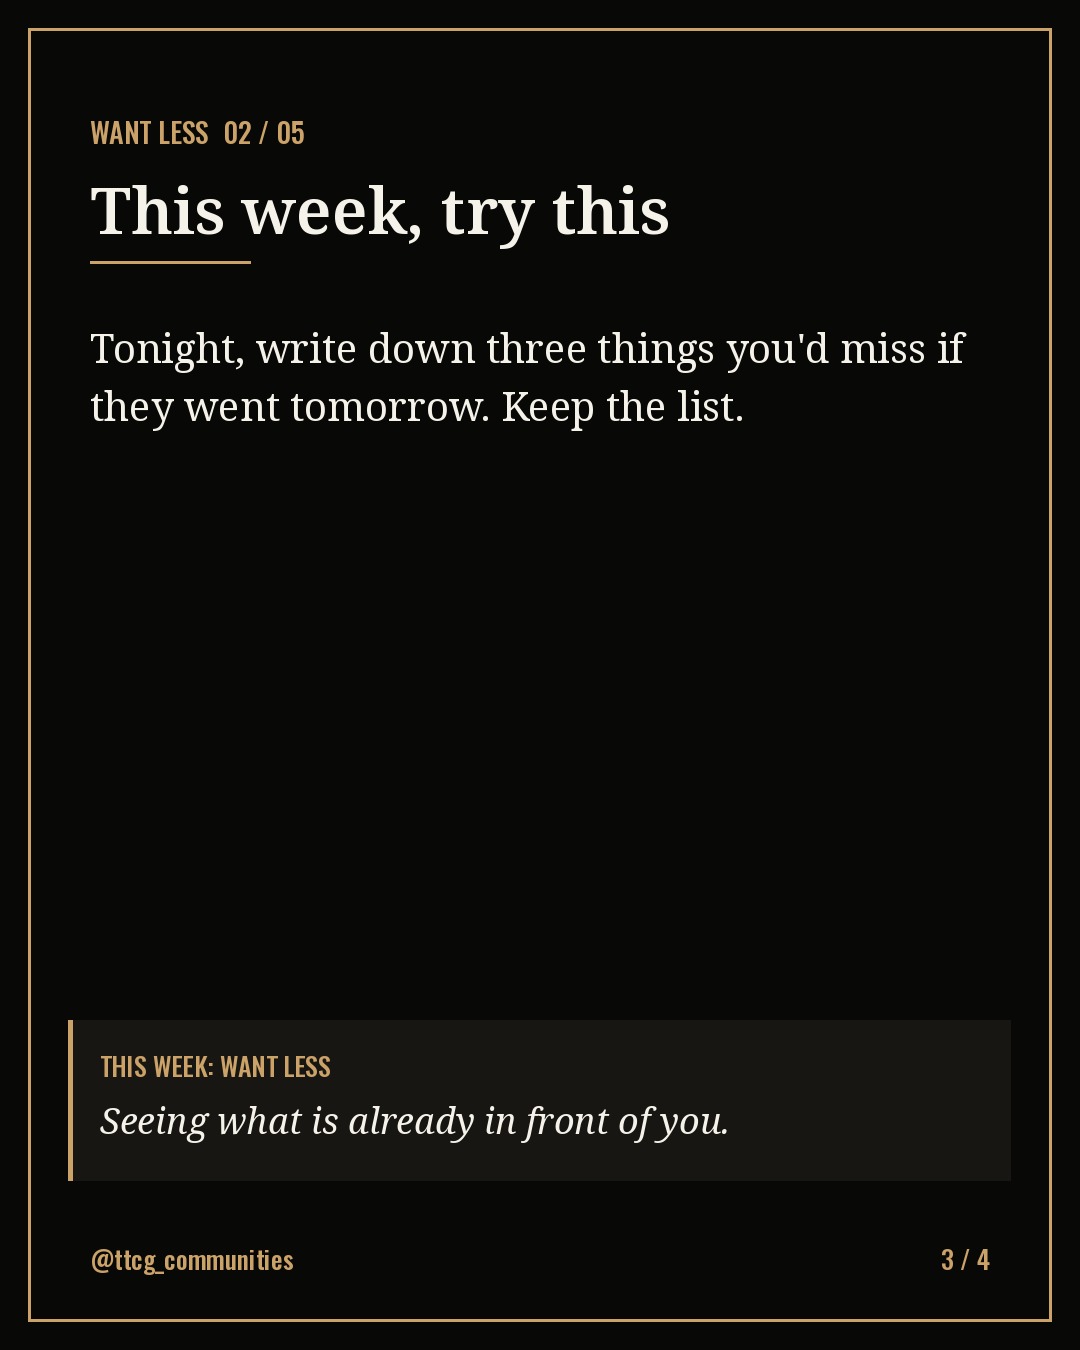 WANT LESS 02 / 05
This week, try this
Tonight, write down three things you'd miss if
they went tomorrow. Keep the list.
THIS WEEK: WANT LESS
Seeing what is already in front of you.
@ttcg_communities
3 / 4